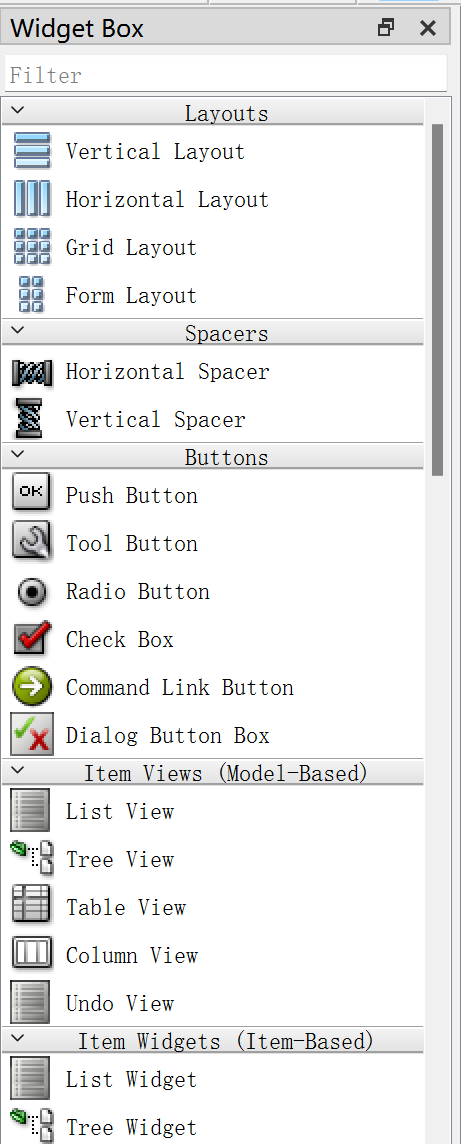 Widget Box
Filter
Layouts
Vertical Layout
Horizontal Layout
Grid Layout
Form Layout
Spacers
Horizontal Spacer
Vertical Spacer
Buttons
OK
Push Button
Tool Button
Radio Button
Check Box
Command Link Button
Dialog Button Box
Item Views (Model-Based)
List View
Tree View
Table View
Column View
Undo View
Item Widgets (Item-Based)
List Widget
Tree Widget